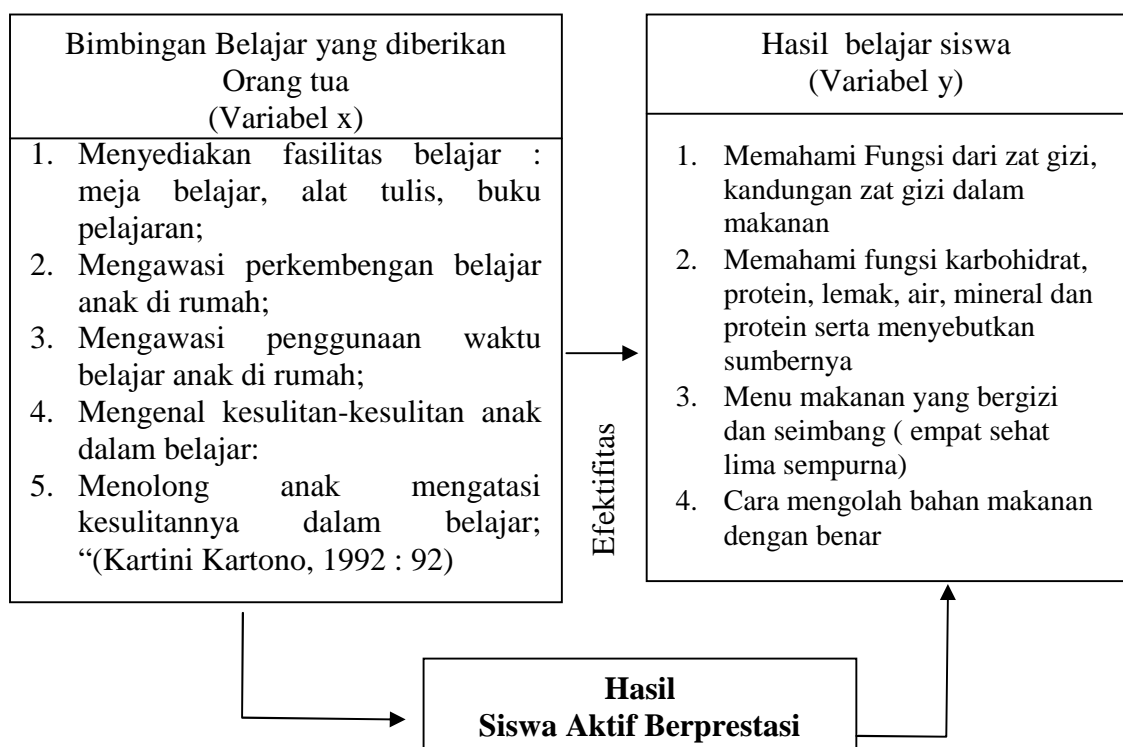 Bimbingan Belajar yang diberikan
Orang tua
(Variabel x)
1. Menyediakan fasilitas belajar :
meja belajar, alat tulis, buku
pelajaran;
2. Mengawasi perkembengan belajar
anak di rumah;
3. Mengawasi penggunaan waktu
belajar anak di rumah;
4. Mengenal kesulitan-kesulitan anak
dalam belajar:
5. Menolong anak mengatasi
kesulitannya dalam belajar;
“(Kartini Kartono, 1992 : 92)
Efektifitas
Hasil belajar siswa
(Variabel y)
1. Memahami Fungsi dari zat gizi,
kandungan zat gizi dalam
makanan
2. Memahami fungsi karbohidrat,
protein, lemak, air, mineral dan
protein serta menyebutkan
sumbernya
3. Menu makanan yang bergizi
dan seimbang ( empat sehat
lima sempurna)
4. Cara mengolah bahan makanan
dengan benar
Hasil
Siswa Aktif Berprestasi